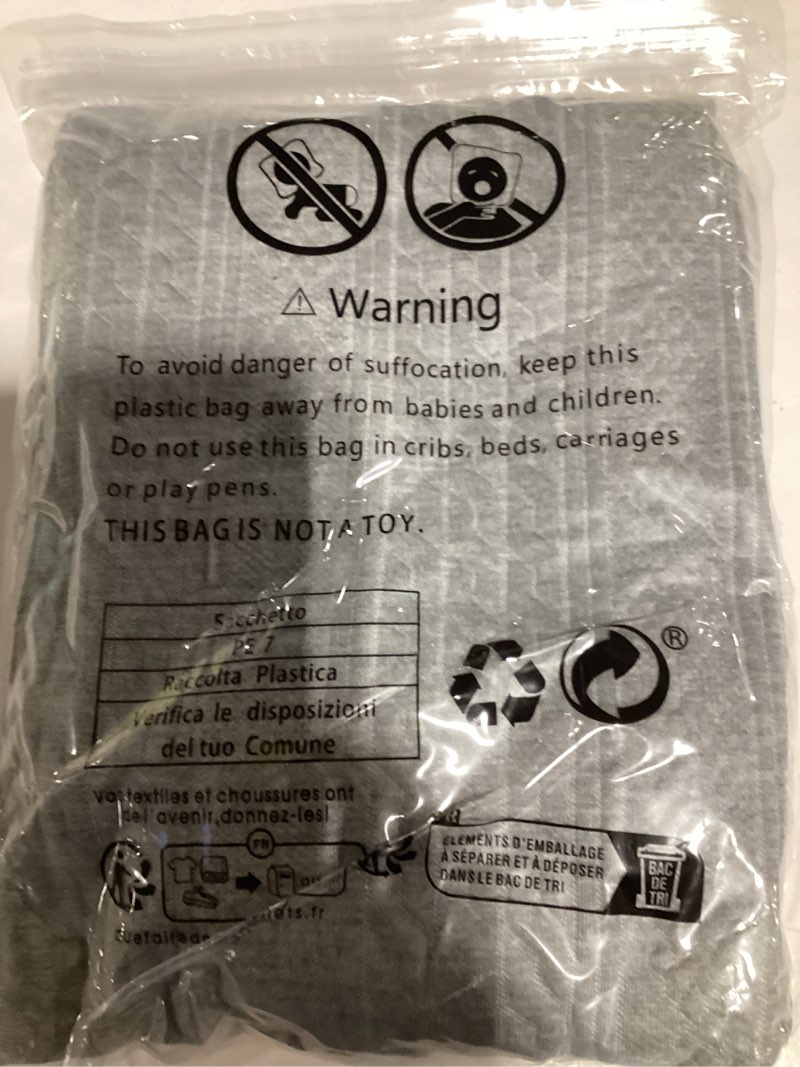 Warning
To avoid danger of suffocation, keep this
plastic bag away from babies and children.
Do not use this bag in cribs, beds, carriages
or play pens.
THIS BAG IS NOT A TOY.
Sacchetto
PE 7
Raccolta Plastica
Verifica le disposizioni
del tuo Comune
®
Vos textiles et chaussures ont
de l'avenir, donnez-les!
FR
ÉLÉMENTS D'EMBALLAGE
À SÉPARER ET À DÉPOSER
DANS LE BAC DE TRI
BAC
DE
TRI